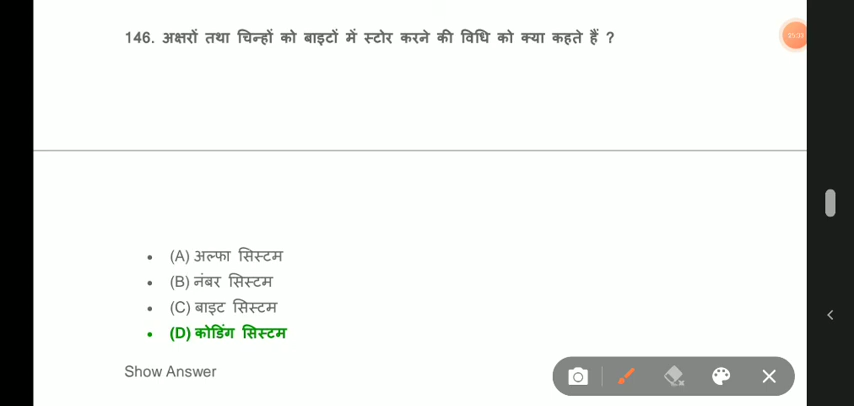 146. अक्षरों तथा चिन्हों को बाइटों में स्टोर करने की विधि को क्या कहते हैं ?
(A) अल्फा सिस्टम
(B) नंबर सिस्टम
(C) बाइट सिस्टम
(D) कोडिंग सिस्टम
Show Answer